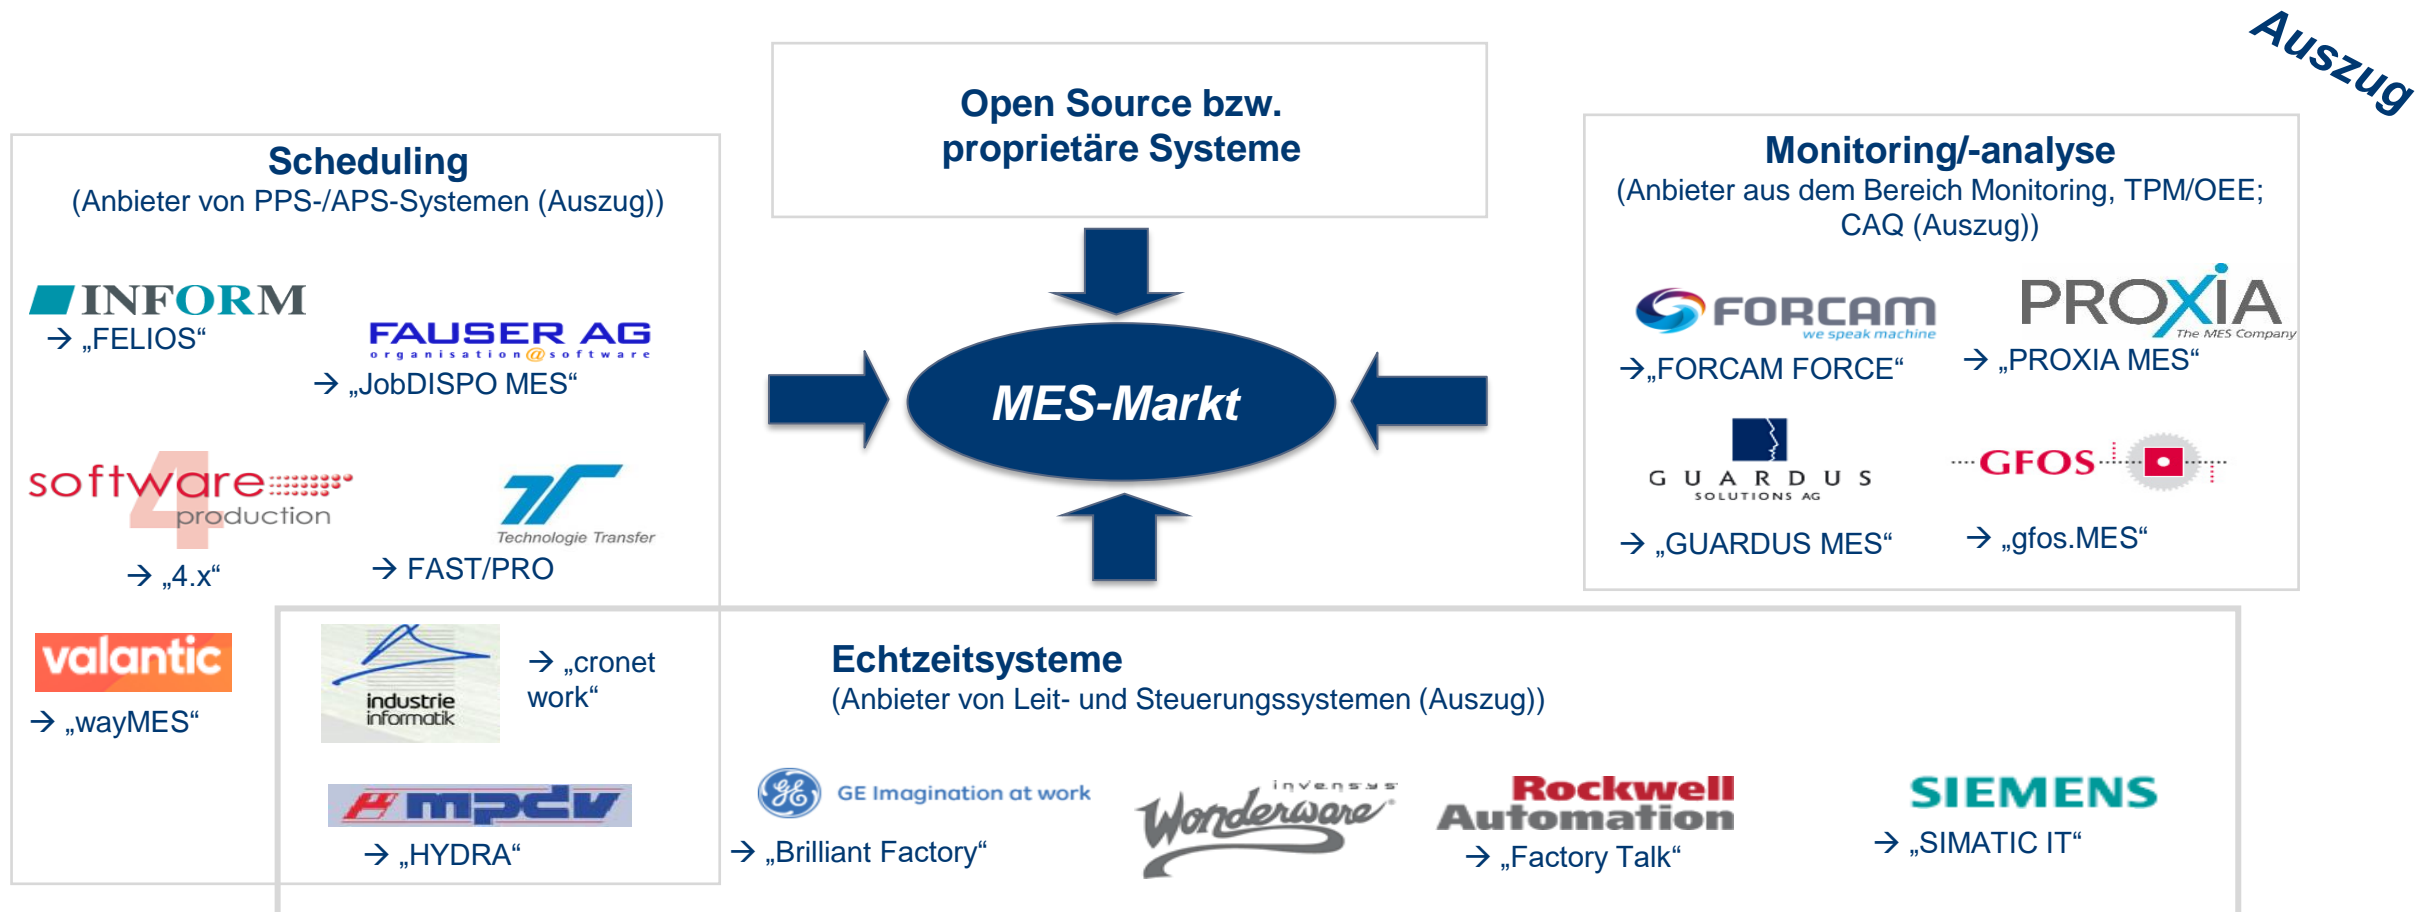 Auszug
Open Source bzw.
proprietäre Systeme
Scheduling
(Anbieter von PPS-/APS-Systemen (Auszug))
INFORM
→ „FELIOS“
FAUSER AG
organisation@software
→ „JobDISPO MES“
software
4
production
→ „4.x“
Technologie Transfer
→ FAST/PRO
valantic
→ „wayMES“
industrie
informatik
→ „cronet
work“
mpdv
→ „HYDRA“
MES-Markt
Monitoring/-analyse
(Anbieter aus dem Bereich Monitoring, TPM/OEE;
CAQ (Auszug))
FORCAM
we speak machine
→„FORCAM FORCE“
PROXIA
The MES Company
→ „PROXIA MES“
GUARDUS
SOLUTIONS AG
→ „GUARDUS MES“
GFOS
→ „gfos.MES“
Echtzeitsysteme
(Anbieter von Leit- und Steuerungssystemen (Auszug))
GE Imagination at work
→ „Brilliant Factory“
invensys
Wonderware
Rockwell
Automation
→ „Factory Talk“
SIEMENS
→ „SIMATIC IT“